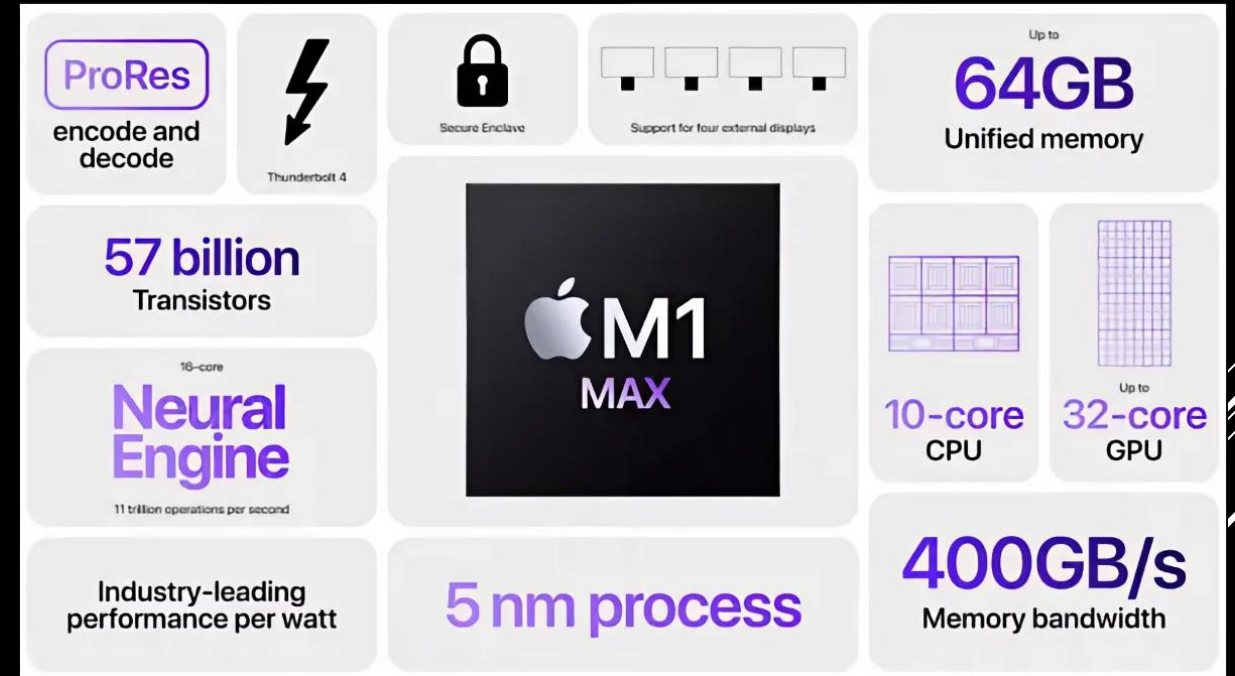 ProRes
encode and
decode
Thunderbolt 4
Secure Enclave
Support for four external displays
Up to
64GB
Unified memory
57 billion
Transistors
M1
MAX
10-core
CPU
Up to
32-core
GPU
16-core
Neural
Engine
11 trillion operations per second
Industry-leading
performance per watt
5 nm process
400GB/s
Memory bandwidth